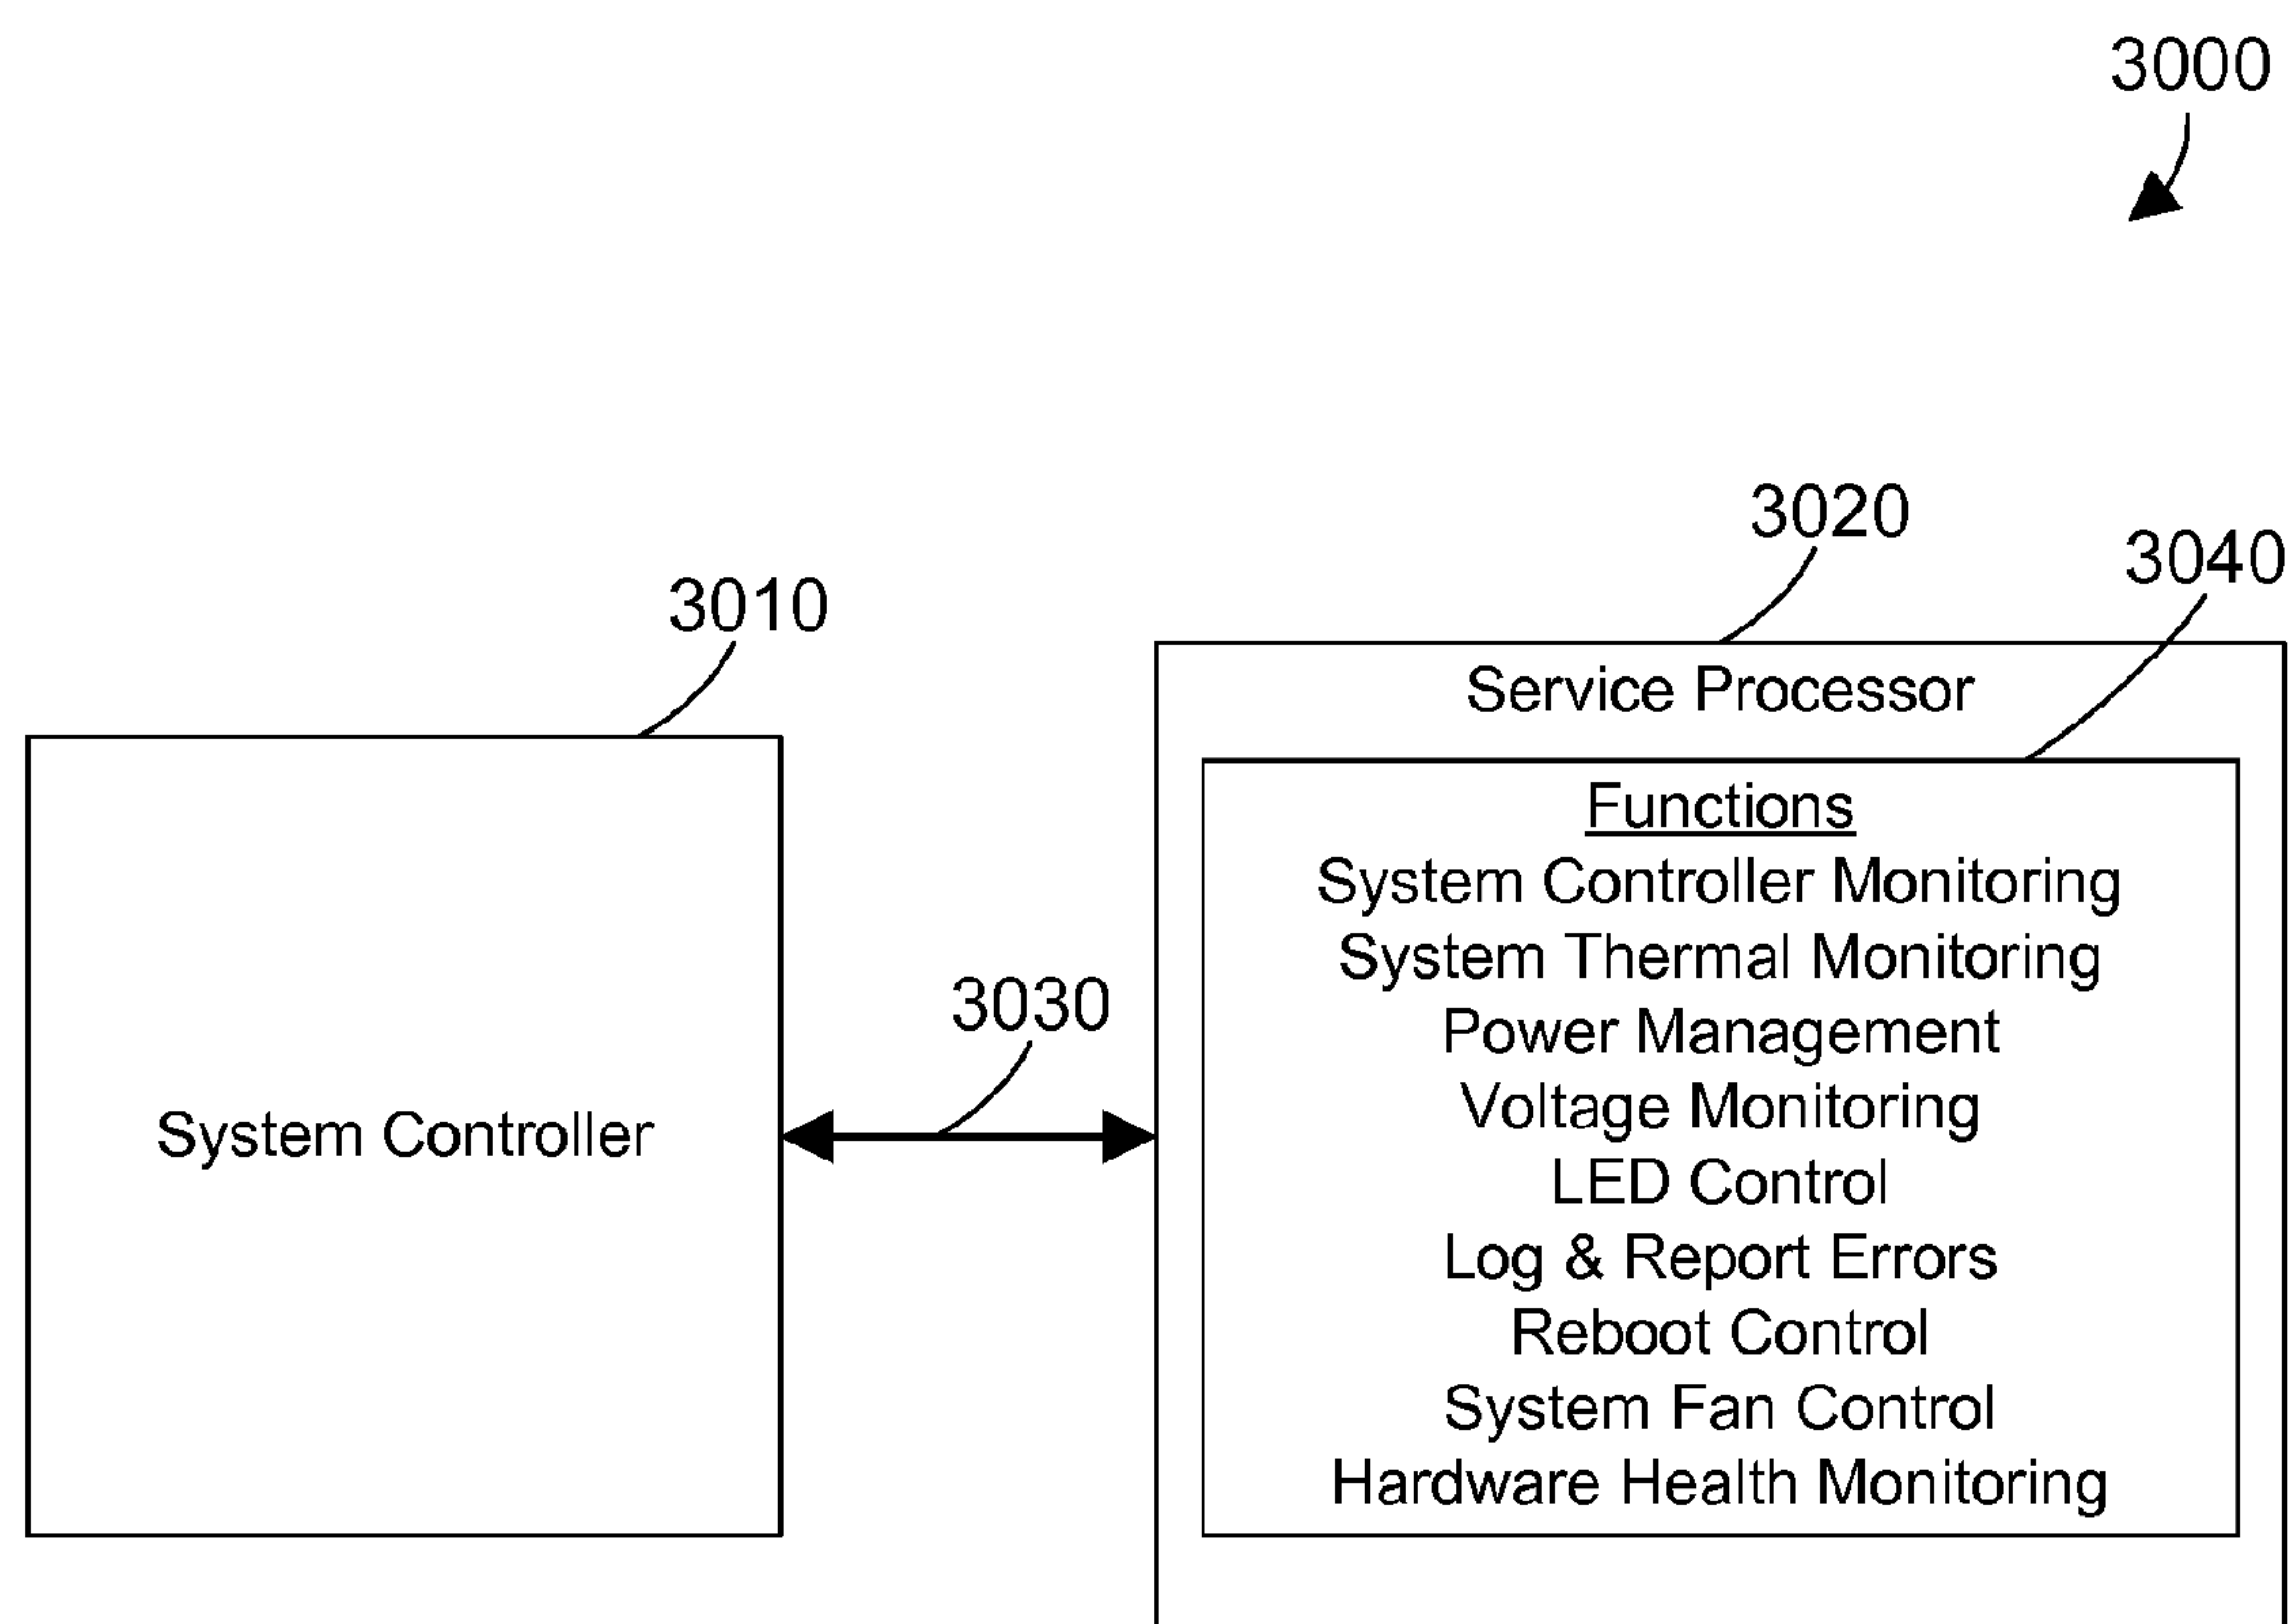 3000
3020
3040
3010
Service Processor
Functions
System Controller Monitoring
System Thermal Monitoring
Power Management
Voltage Monitoring
LED Control
Log & Report Errors
Reboot Control
System Fan Control
Hardware Health Monitoring
3030
System Controller